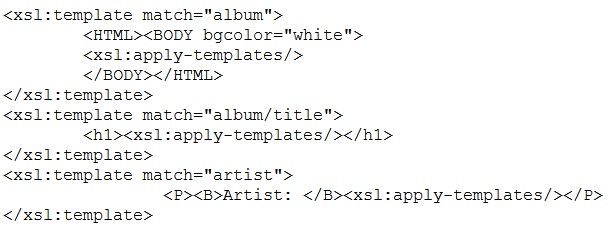 <xsl:template match="album">
<HTML><BODY bgcolor="white">
<xsl:apply-templates/>
</BODY></HTML>
</xsl:template>
<xsl:template match="album/title">
<h1><xsl:apply-templates/></h1>
</xsl:template>
<xsl:template match="artist">
<P><B>Artist: </B><xsl:apply-templates/></P>
</xsl:template>